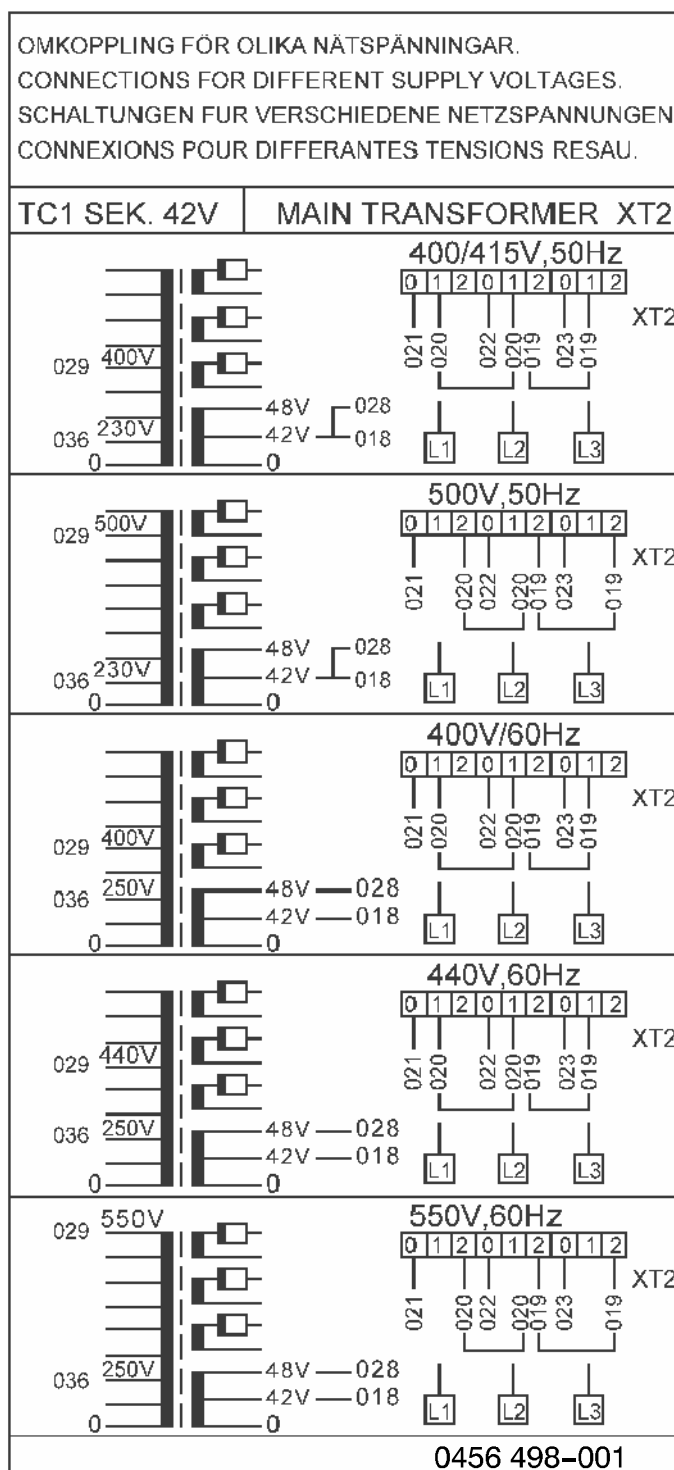 OMKOPPLING FÖR OLIKA NÄTSPÄNNINGAR.
CONNECTIONS FOR DIFFERENT SUPPLY VOLTAGES.
SCHALTUNGEN FUR VERSCHIEDENE NETZSPANNUNGEN
CONNEXIONS POUR DIFFERANTES TENSIONS RESAU.
TC1 SEK. 42V MAIN TRANSFORMER XT2
400/415V,50Hz
0 1 2 0 1 2 0 1 2
XT2
021 020 022 020 019 023 019
029 400V
48V 028
036 230V 42V 018
0 0
L1 L2 L3
500V,50Hz
0 1 2 0 1 2 0 1 2
029 500V
XT2
021 020 022 020 019 023 019
48V 028
036 230V 42V 018
0 0
L1 L2 L3
400V/60Hz
0 1 2 0 1 2 0 1 2
XT2
021 020 022 020 019 023 019
029 400V
036 250V 48V 028
42V 018
0 0
L1 L2 L3
440V,60Hz
0 1 2 0 1 2 0 1 2
XT2
029 440V
021 020 022 020 019 023 019
036 250V 48V 028
42V 018
0 0
L1 L2 L3
029 550V
550V,60Hz
0 1 2 0 1 2 0 1 2
XT2
021 020 022 020 019 023 019
036 250V 48V 028
42V 018
0 0
L1 L2 L3
0456 498–001